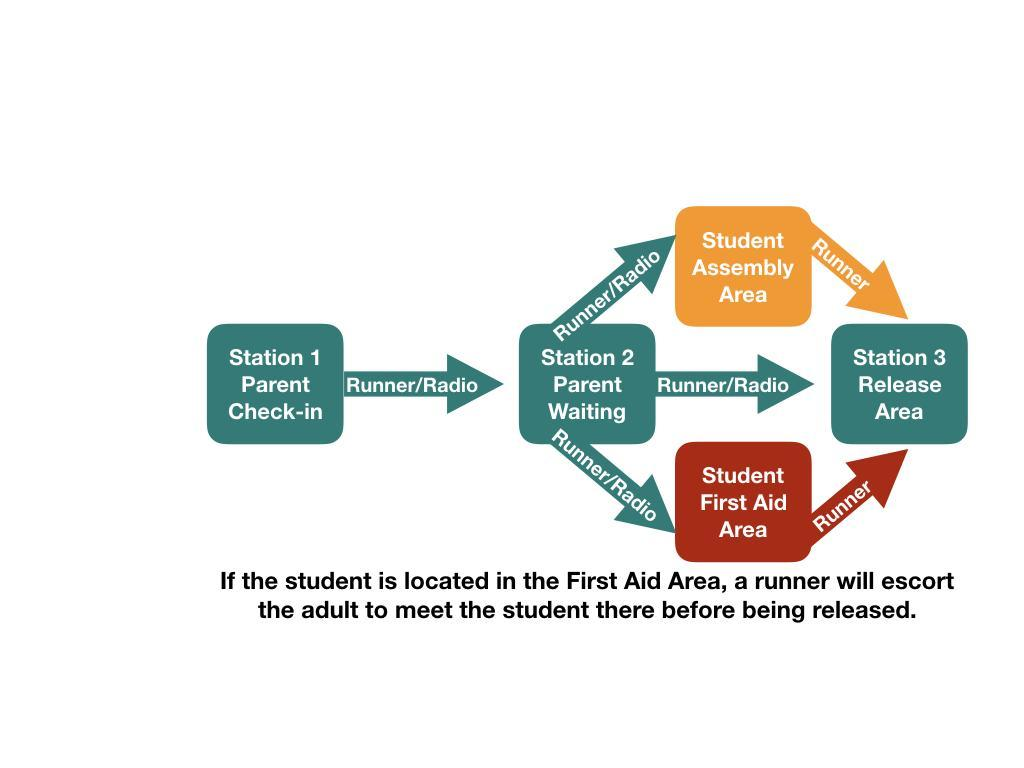 Student
Assembly
Area
Runner
Runner/Radio
Station 1
Parent
Check-in
Runner/Radio
Station 2
Parent
Waiting
Runner/Radio
Station 3
Release
Area
Runner/Radio
Student
First Aid
Area
Runner
If the student is located in the First Aid Area, a runner will escort
the adult to meet the student there before being released.